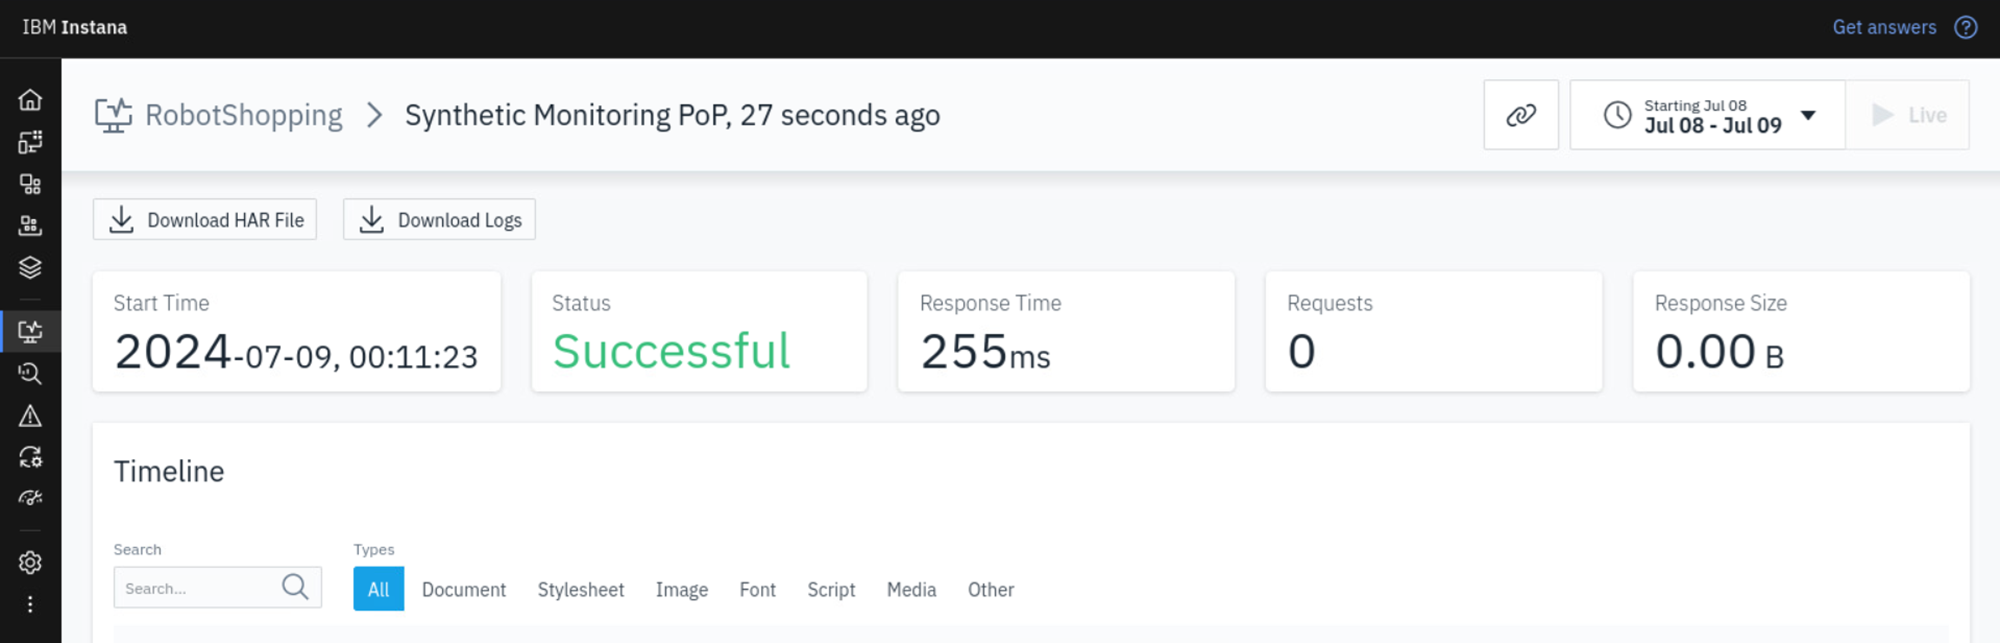 IBM Instana
Get answers
RobotShopping > Synthetic Monitoring PoP, 27 seconds ago
Starting Jul 08
Jul 08 - Jul 09
Live
Download HAR File
Download Logs
Start Time
2024-07-09, 00:11:23
Status
Successful
Response Time
255ms
Requests
0
Response Size
0.00 B
Timeline
Search
Search...
Types
All Document Stylesheet Image Font Script Media Other